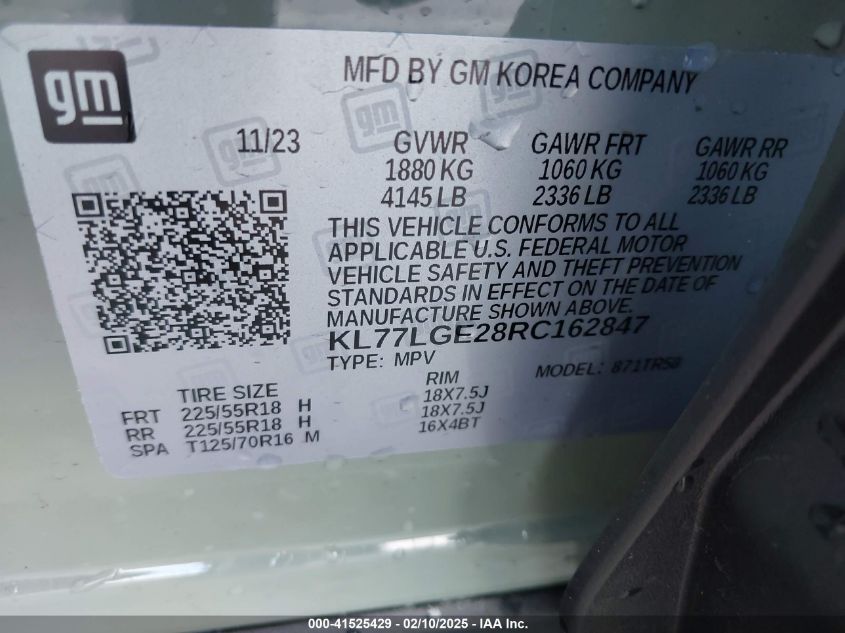 gm
MFD BY GM KOREA COMPANY
11/23 GVWR GAWR FRT GAWR RR
1880 KG 1060 KG 1060 KG
4145 LB 2336 LB 2336 LB
THIS VEHICLE CONFORMS TO ALL
APPLICABLE U.S. FEDERAL MOTOR
VEHICLE SAFETY AND THEFT PREVENTION
STANDARDS IN EFFECT ON THE DATE OF
MANUFACTURE SHOWN ABOVE.
KL77LGE28RC162847
TYPE: MPV MODEL: 871TR58
TIRE SIZE RIM
FRT 225/55R18 H 18X7.5J
RR 225/55R18 H 18X7.5J
SPA T125/70R16 M 16X4BT
000-41525429 - 02/10/2025 - IAA Inc.